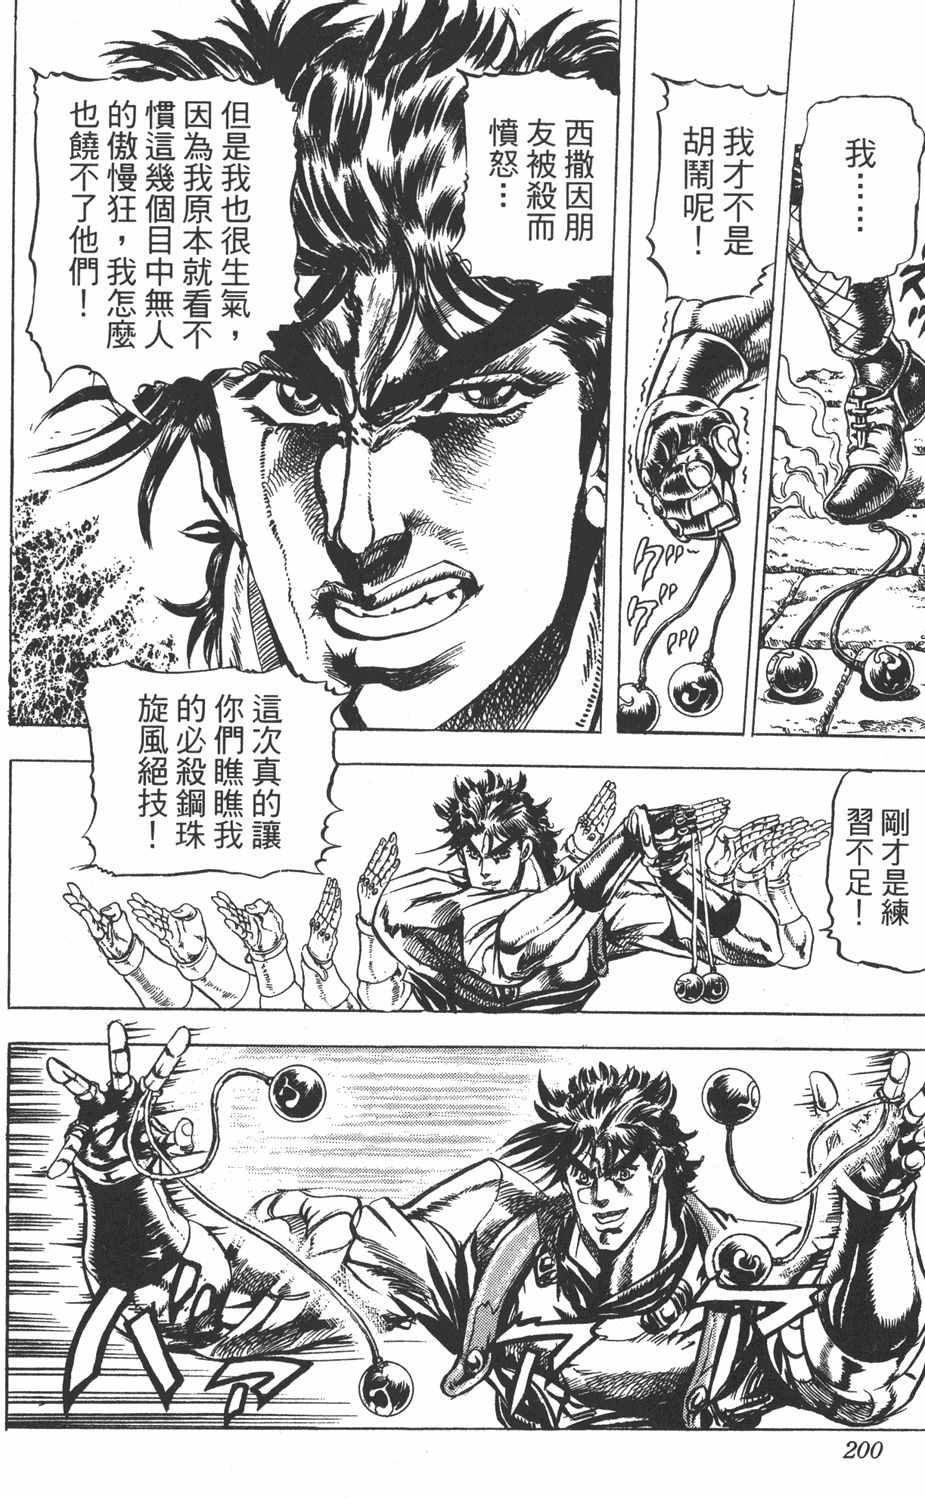 我⋯⋯
我才不是
胡鬧呢！
西撒因朋
友被殺而
憤怒⋯
但是我也很生氣，
因為我原本就看不
慣這幾個目中無人
的傲慢狂，我怎麼
也饒不了他們！
剛才是練
習不足！
這次真的讓
你們瞧瞧我
的必殺鋼珠
旋風絕技！
200